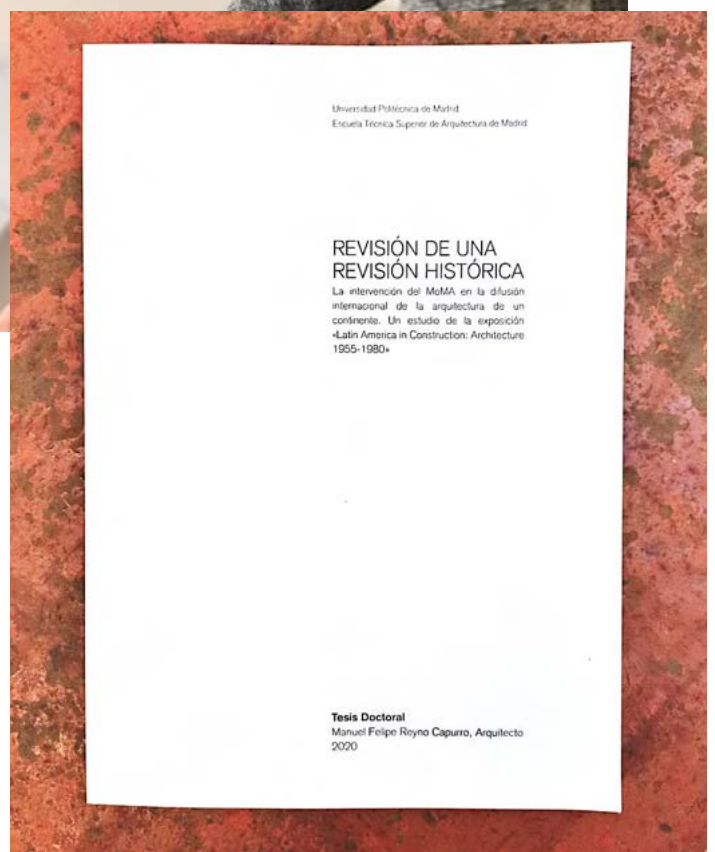 Universidad Politécnica de Madrid
Escuela Técnica Superior de Arquitectura de Madrid
REVISIÓN DE UNA
REVISIÓN HISTÓRICA
La intervención del MoMA en la difusión
internacional de la arquitectura de un
continente. Un estudio de la exposición
«Latin America in Construction: Architecture
1955-1980»
Tesis Doctoral
Manuel Felipe Reyno Capurro, Arquitecto
2020